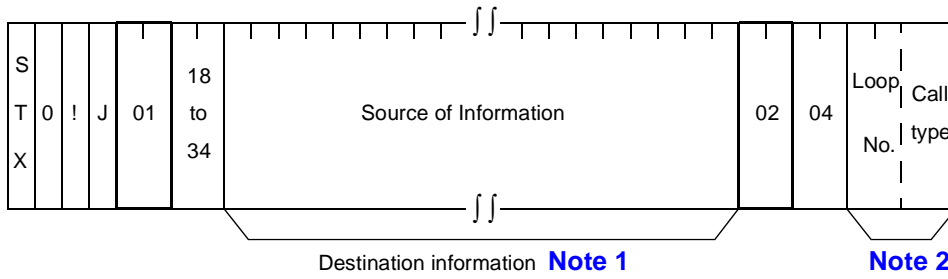 STX
0
!
J
01
18 to 34
Source of Information
02
04
Loop No.
Call type
Destination information Note 1
Note 2